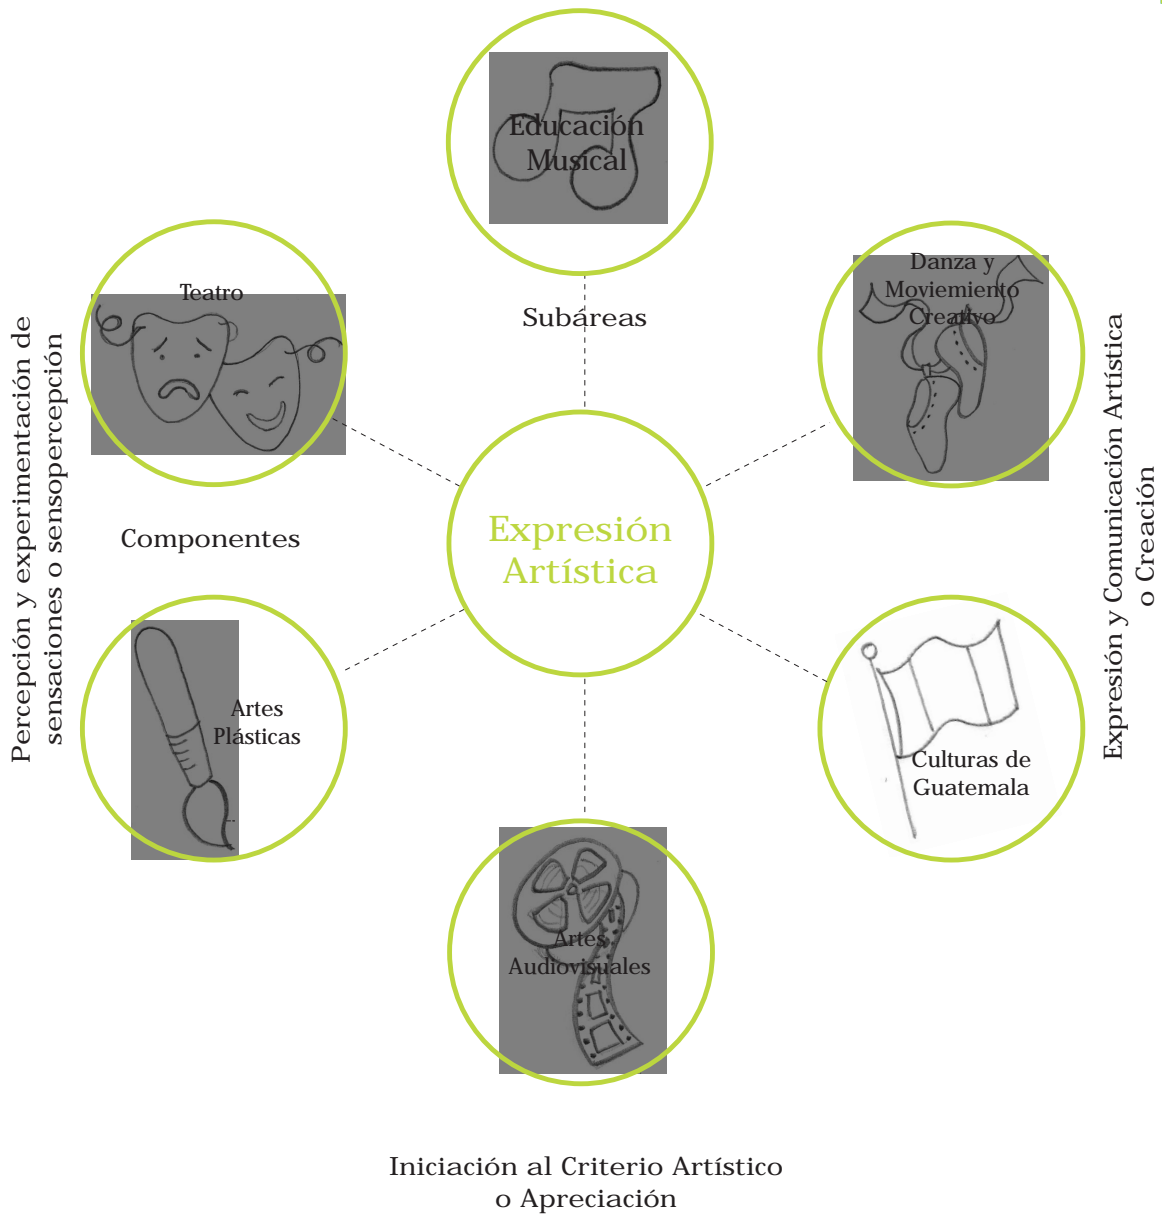 Educación
Musical
Subáreas
Teatro
Danza y
Moviemiento
Creativo
Percepción y experimentación de
sensaciones o sensopercepción
Expresión y Comunicación Artística
o Creación
Componentes
Expresión
Artística
Artes
Plásticas
Culturas de
Guatemala
Artes
Audiovisuales
Iniciación al Criterio Artístico
o Apreciación